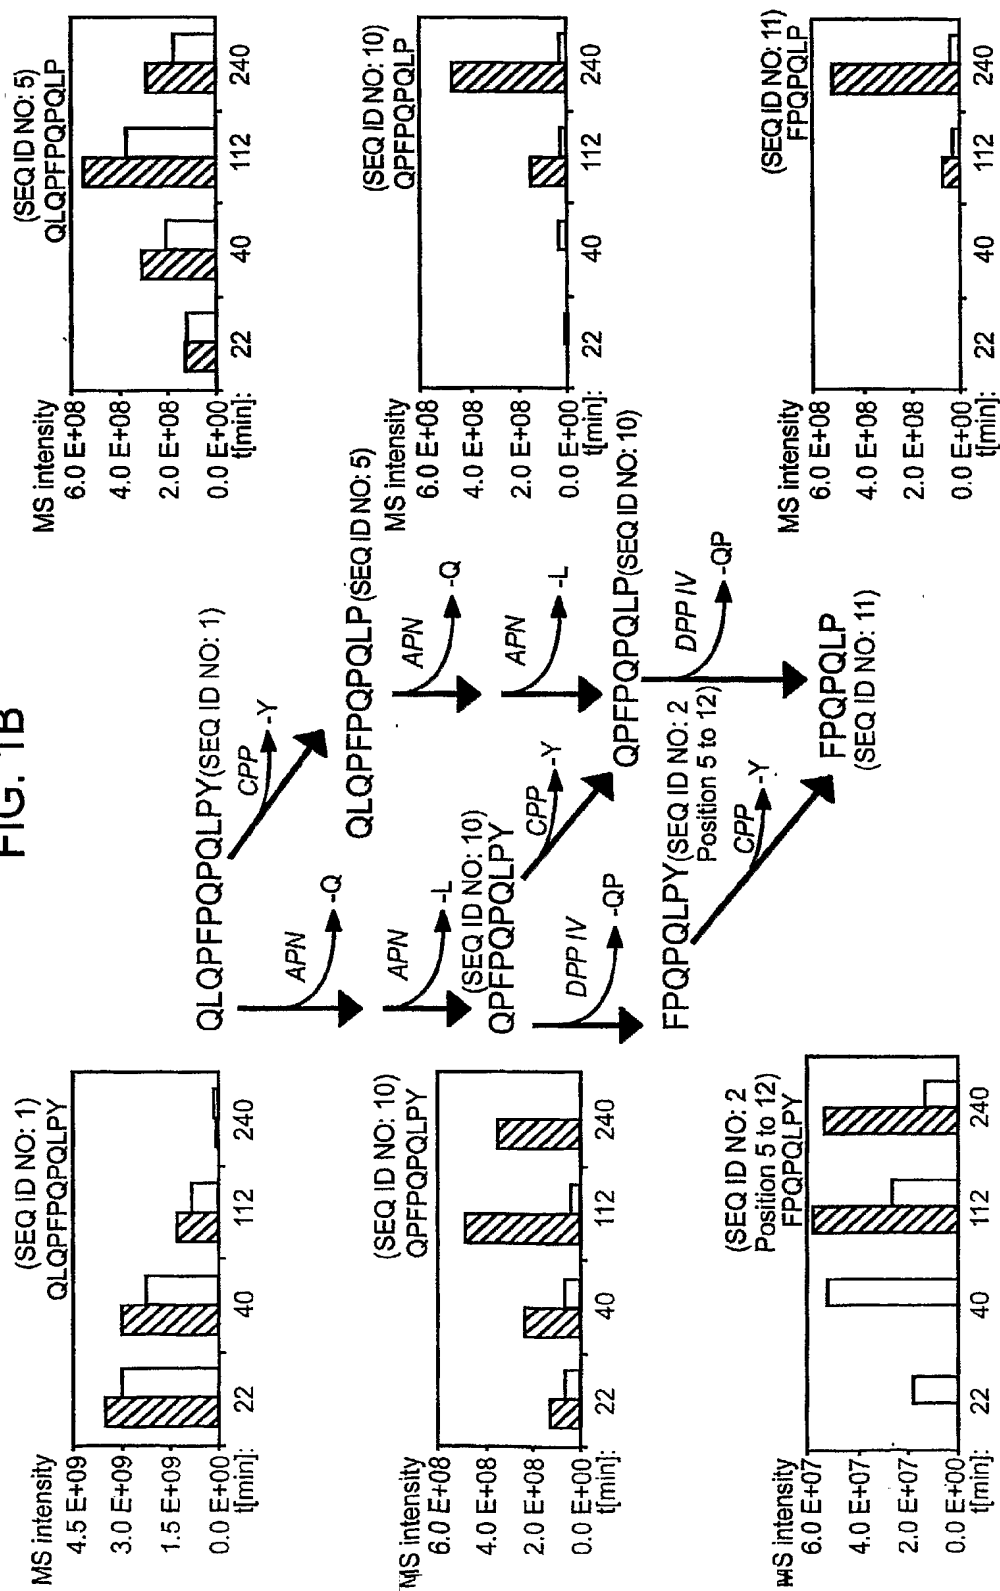 FIG. 1B
(SEQ ID NO: 1)
QLQPFPQPQLPY
MS intensity
4.5 E+09
3.0 E+09
1.5 E+09
0.0 E+00
t[min]: 22 40 112 240
(SEQ ID NO: 10)
QPFPQPQLPY
MS intensity
6.0 E+08
4.0 E+08
2.0 E+08
0.0 E+00
t[min]: 22 40 112 240
(SEQ ID NO: 2
Position 5 to 12)
FPQPQLPY
MS intensity
6.0 E+07
4.0 E+07
2.0 E+07
0.0 E+00
t[min]: 22 40 112 240
QLQPFPQPQLPY(SEQ ID NO: 1)
APN
-Q
CPP
-Y
APN
-L
QLQPFPQPQLP(SEQ ID NO: 5)
APN
-Q
(SEQ ID NO: 10)
QPFPQPQLPY
APN
-L
CPP
-Y
DPP IV
-QP
QPFPQPQLP(SEQ ID NO: 10)
FPQPQLPY(SEQ ID NO: 2
Position 5 to 12)
DPP IV
-QP
CPP
-Y
FPQPQLP
(SEQ ID NO: 11)
(SEQ ID NO: 5)
QLQPFPQPQLP
MS intensity
6.0 E+08
4.0 E+08
2.0 E+08
0.0 E+00
t[min]: 22 40 112 240
(SEQ ID NO: 10)
QPFPQPQLP
MS intensity
6.0 E+08
4.0 E+08
2.0 E+08
0.0 E+00
t[min]: 22 40 112 240
(SEQ ID NO: 11)
FPQPQLP
MS intensity
6.0 E+08
4.0 E+08
2.0 E+08
0.0 E+00
t[min]: 22 40 112 240